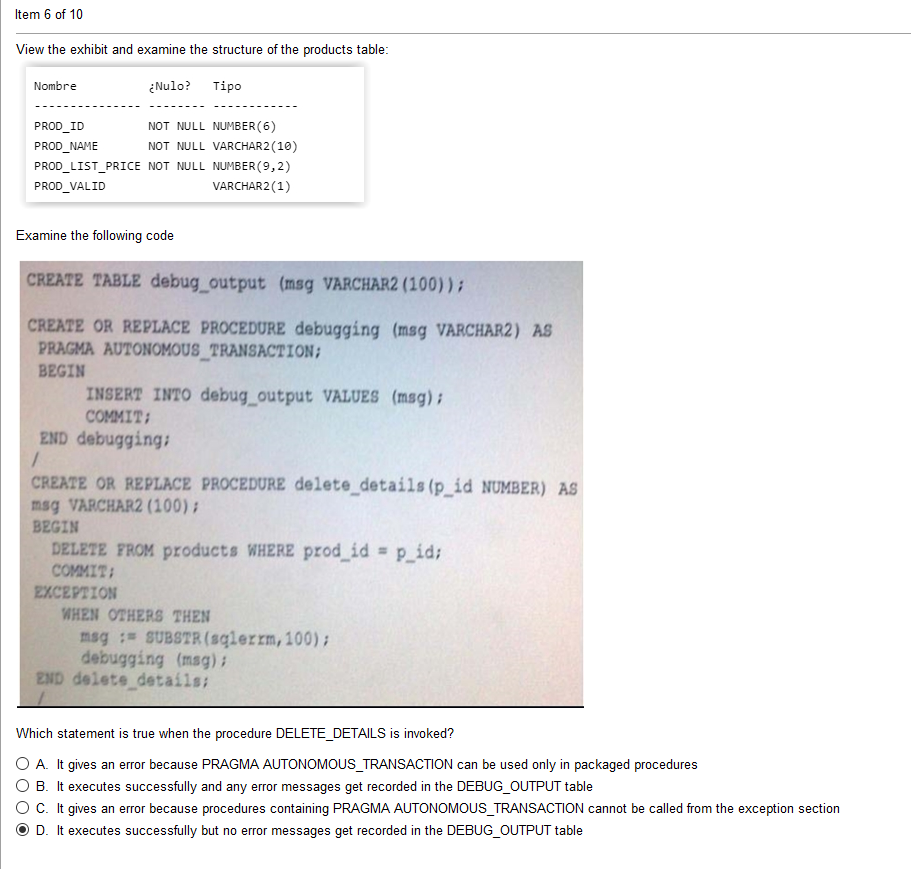 Item 6 of 10
View the exhibit and examine the structure of the products table:
Nombre ¿Nulo? Tipo
--------------- -------- ------------
PROD_ID NOT NULL NUMBER(6)
PROD_NAME NOT NULL VARCHAR2(10)
PROD_LIST_PRICE NOT NULL NUMBER(9,2)
PROD_VALID VARCHAR2(1)
Examine the following code
CREATE TABLE debug_output (msg VARCHAR2(100));
CREATE OR REPLACE PROCEDURE debugging (msg VARCHAR2) AS
PRAGMA AUTONOMOUS_TRANSACTION;
BEGIN
INSERT INTO debug_output VALUES (msg);
COMMIT;
END debugging;
/
CREATE OR REPLACE PROCEDURE delete_details(p_id NUMBER) AS
msg VARCHAR2(100);
BEGIN
DELETE FROM products WHERE prod_id = p_id;
COMMIT;
EXCEPTION
WHEN OTHERS THEN
msg := SUBSTR(sqlerrm,100);
debugging (msg);
END delete_details;
/
Which statement is true when the procedure DELETE_DETAILS is invoked?
A. It gives an error because PRAGMA AUTONOMOUS_TRANSACTION can be used only in packaged procedures
B. It executes successfully and any error messages get recorded in the DEBUG_OUTPUT table
C. It gives an error because procedures containing PRAGMA AUTONOMOUS_TRANSACTION cannot be called from the exception section
D. It executes successfully but no error messages get recorded in the DEBUG_OUTPUT table